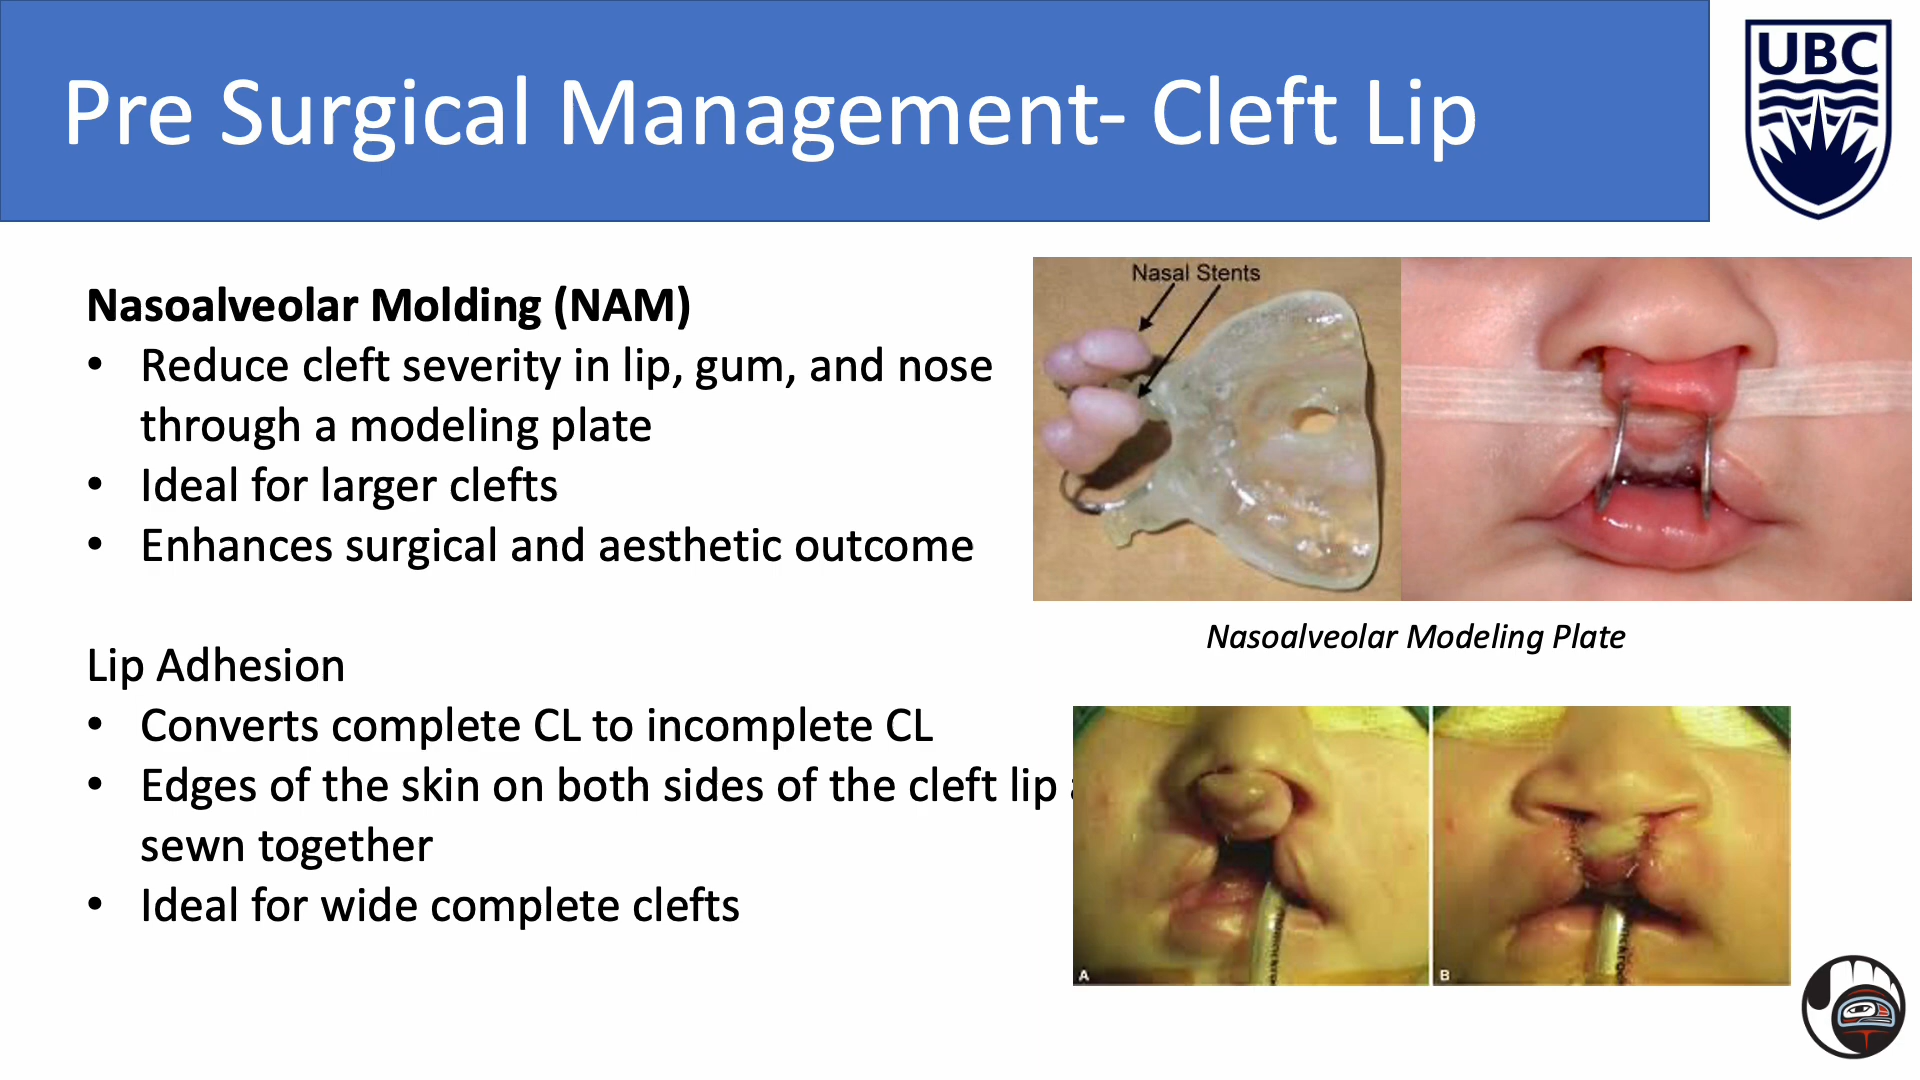 Pre Surgical Management- Cleft Lip
UBC
Nasoalveolar Molding (NAM)
• Reduce cleft severity in lip, gum, and nose
through a modeling plate
• Ideal for larger clefts
• Enhances surgical and aesthetic outcome
Lip Adhesion
• Converts complete CL to incomplete CL
• Edges of the skin on both sides of the cleft lip
sewn together
• Ideal for wide complete clefts
Nasal Stents
Nasoalveolar Modeling Plate
A
B